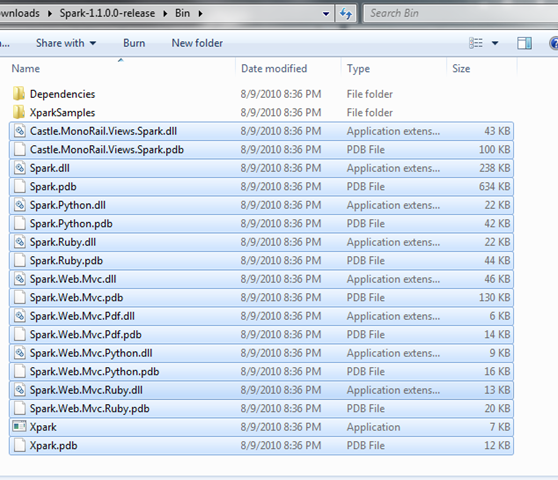 ownloads ▸ Spark-1.1.0.0-release ▸ Bin ▸ Search Bin
a... Share with Burn New folder
Name Date modified Type Size
Dependencies 8/9/2010 8:36 PM File folder
XparkSamples 8/9/2010 8:36 PM File folder
Castle.MonoRail.Views.Spark.dll 8/9/2010 8:36 PM Application extens... 43 KB
Castle.MonoRail.Views.Spark.pdb 8/9/2010 8:36 PM PDB File 100 KB
Spark.dll 8/9/2010 8:36 PM Application extens... 238 KB
Spark.pdb 8/9/2010 8:36 PM PDB File 634 KB
Spark.Python.dll 8/9/2010 8:36 PM Application extens... 22 KB
Spark.Python.pdb 8/9/2010 8:36 PM PDB File 42 KB
Spark.Ruby.dll 8/9/2010 8:36 PM Application extens... 22 KB
Spark.Ruby.pdb 8/9/2010 8:36 PM PDB File 44 KB
Spark.Web.Mvc.dll 8/9/2010 8:36 PM Application extens... 46 KB
Spark.Web.Mvc.pdb 8/9/2010 8:36 PM PDB File 130 KB
Spark.Web.Mvc.Pdf.dll 8/9/2010 8:36 PM Application extens... 6 KB
Spark.Web.Mvc.Pdf.pdb 8/9/2010 8:36 PM PDB File 14 KB
Spark.Web.Mvc.Python.dll 8/9/2010 8:36 PM Application extens... 9 KB
Spark.Web.Mvc.Python.pdb 8/9/2010 8:36 PM PDB File 16 KB
Spark.Web.Mvc.Ruby.dll 8/9/2010 8:36 PM Application extens... 13 KB
Spark.Web.Mvc.Ruby.pdb 8/9/2010 8:36 PM PDB File 20 KB
Xpark 8/9/2010 8:36 PM Application 7 KB
Xpark.pdb 8/9/2010 8:36 PM PDB File 12 KB